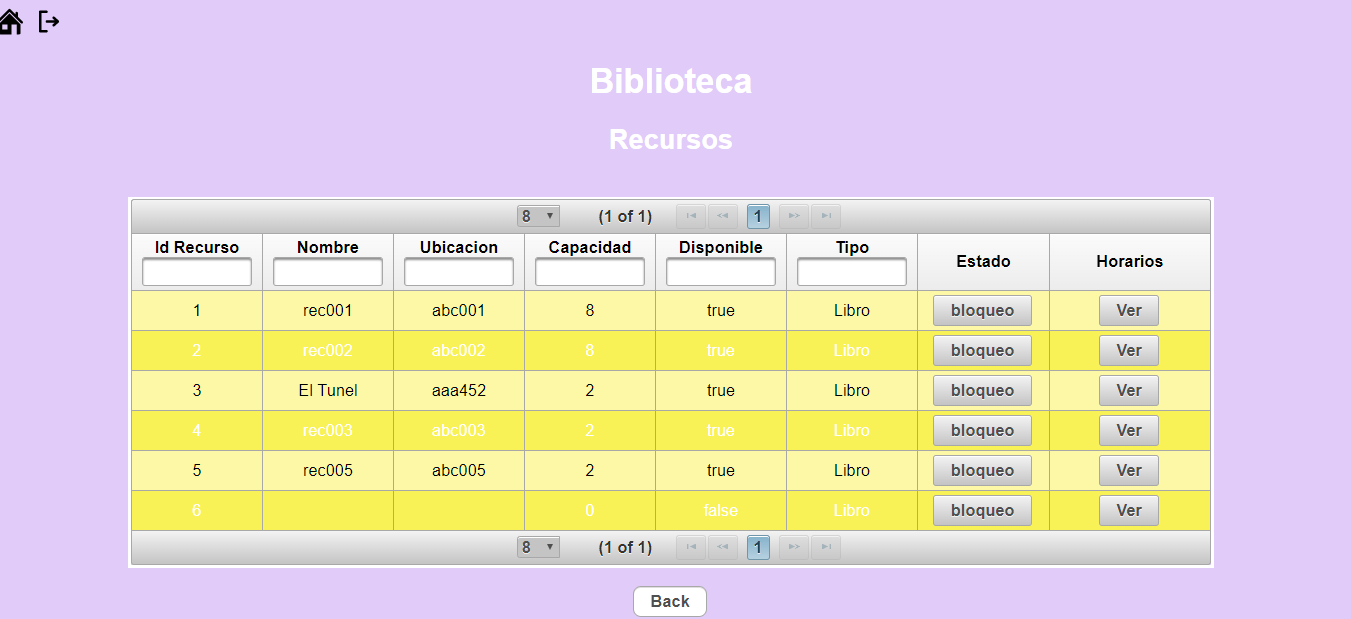 Biblioteca
Recursos
8 (1 of 1) 1
Id Recurso Nombre Ubicacion Capacidad Disponible Tipo Estado Horarios
1 rec001 abc001 8 true Libro bloqueo Ver
2 rec002 abc002 8 true Libro bloqueo Ver
3 El Tunel aaa452 2 true Libro bloqueo Ver
4 rec003 abc003 2 true Libro bloqueo Ver
5 rec005 abc005 2 true Libro bloqueo Ver
6 0 false Libro bloqueo Ver
8 (1 of 1) 1
Back